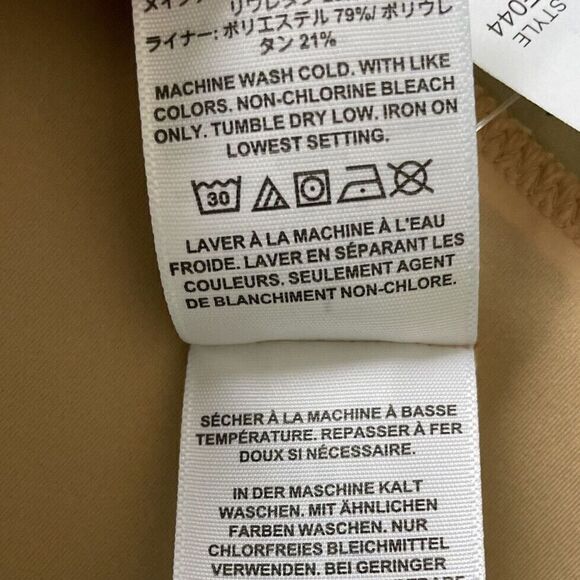 ライナー: ポリエステル 79%/ ポリウレ
タン 21%
MACHINE WASH COLD. WITH LIKE
COLORS. NON-CHLORINE BLEACH
ONLY. TUMBLE DRY LOW. IRON ON
LOWEST SETTING.
30
LAVER À LA MACHINE À L'EAU
FROIDE. LAVER EN SÉPARANT LES
COULEURS. SEULEMENT AGENT
DE BLANCHIMENT NON-CHLORE.
SÉCHER À LA MACHINE À BASSE
TEMPÉRATURE. REPASSER À FER
DOUX SI NÉCESSAIRE.
IN DER MASCHINE KALT
WASCHEN. MIT ÄHNLICHEN
FARBEN WASCHEN. NUR
CHLORFREIES BLEICHMITTEL
VERWENDEN. BEI GERINGER
STYLE
5044